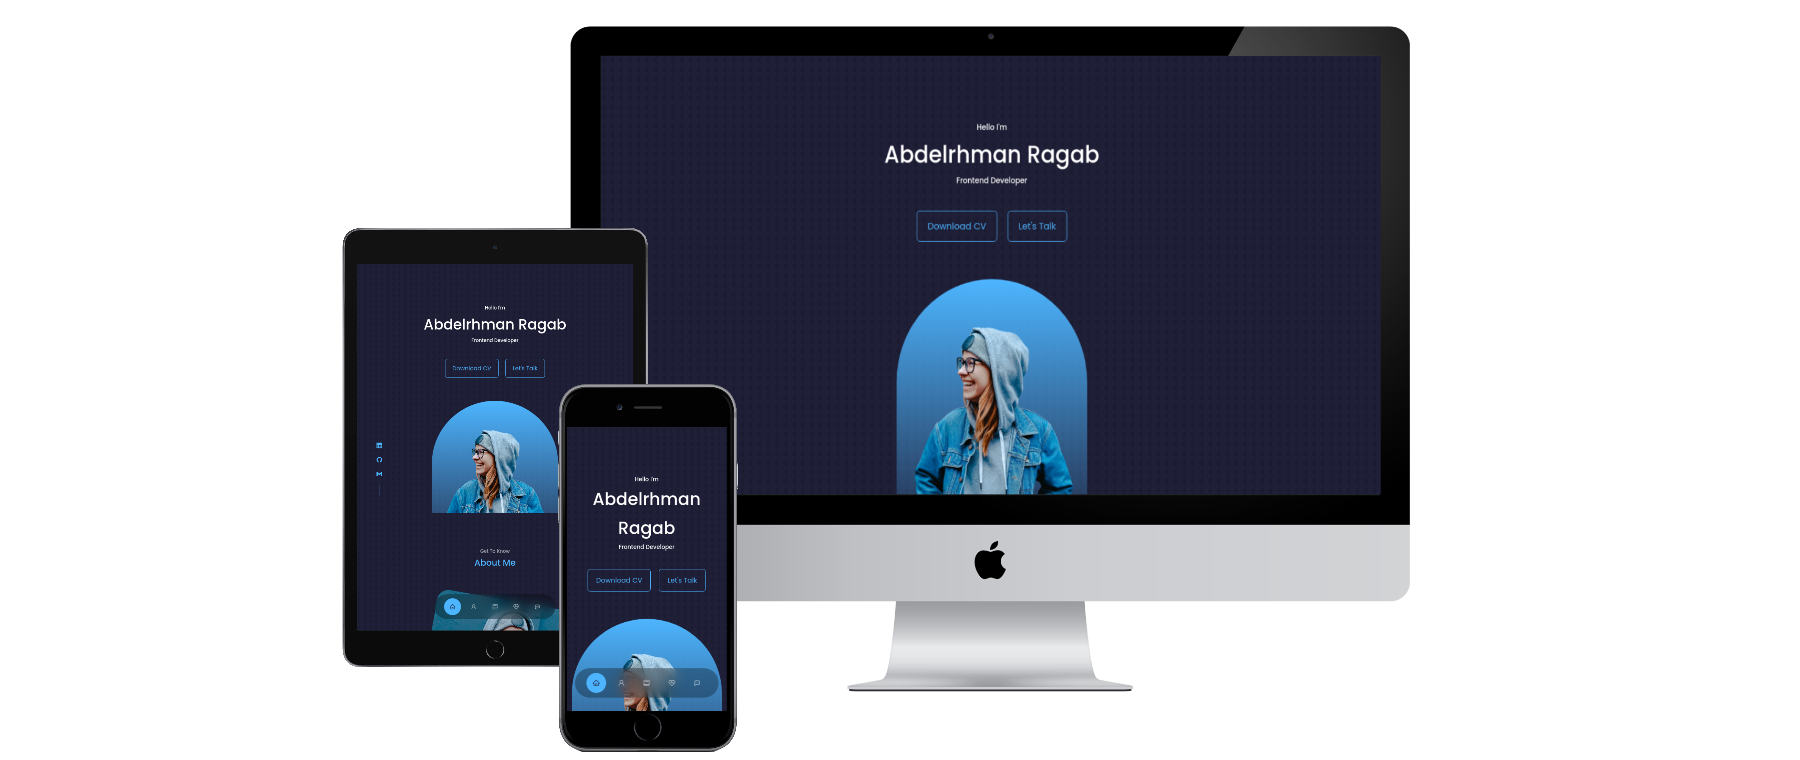 Hello I'm
Abdelrhman Ragab
Frontend Developer
Download CV Let's Talk
Hello I'm
Abdelrhman Ragab
Frontend Developer
Download CV Let's Talk
Get To Know
About Me
Hello I'm
Abdelrhman
Ragab
Frontend Developer
Download CV Let's Talk